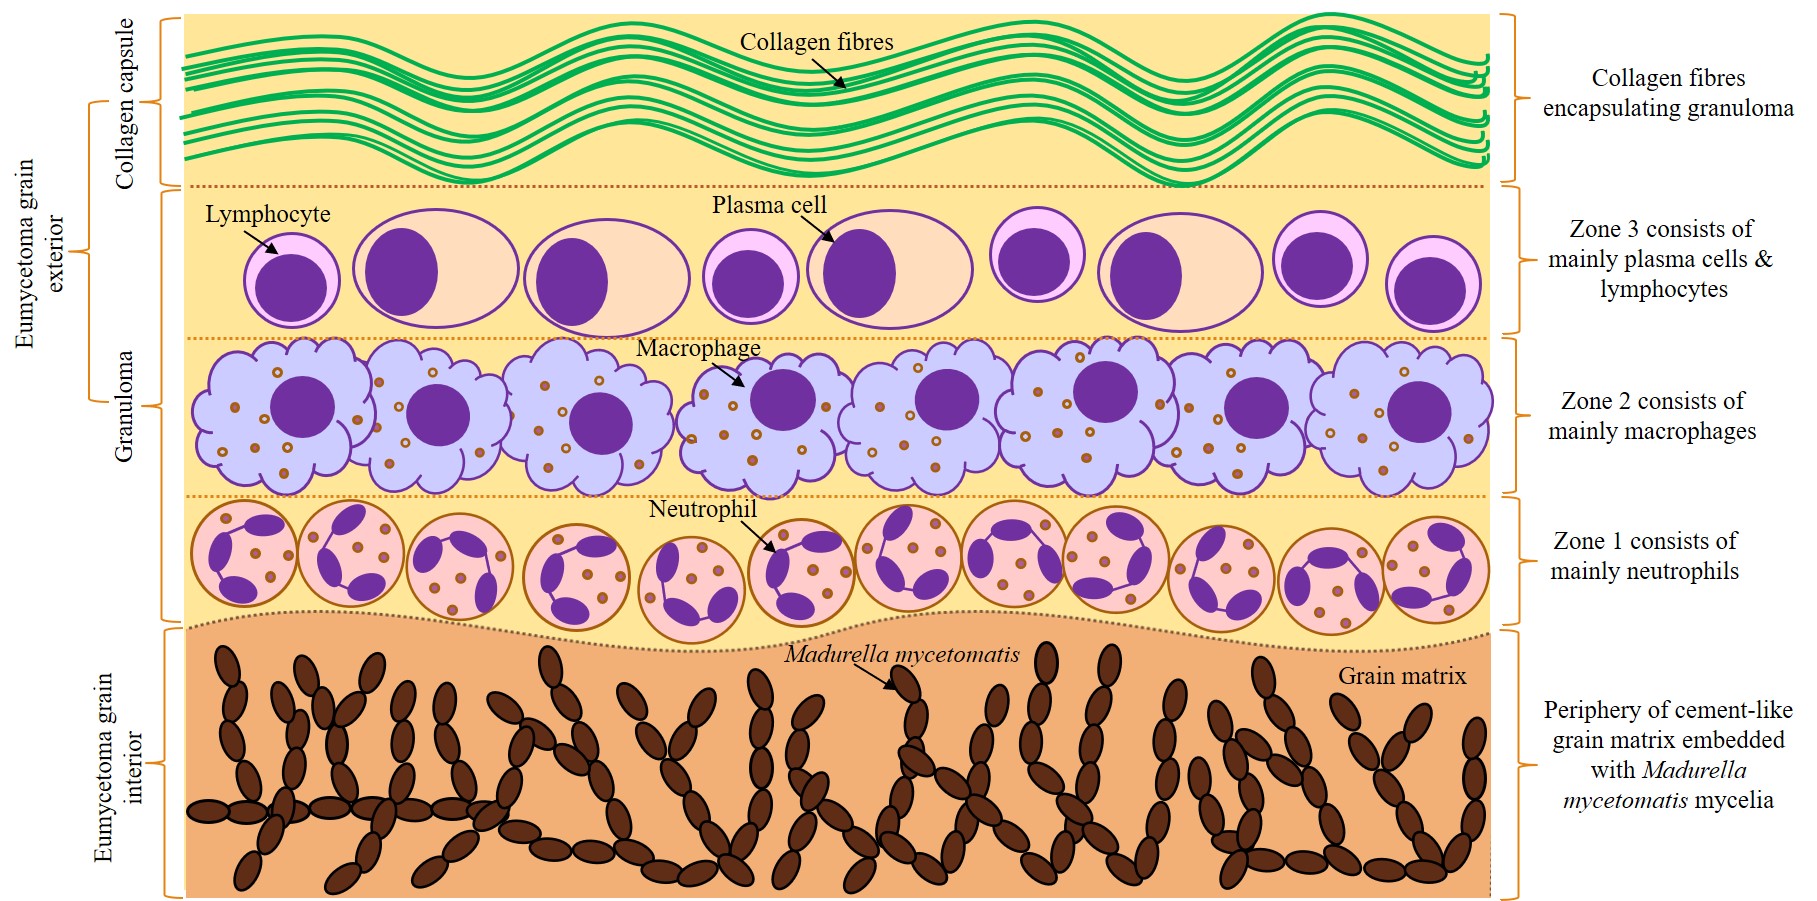 Collagen capsule
Eumycetoma grain
exterior
Granuloma
Eumycetoma grain
interior
Collagen fibres
Lymphocyte
Plasma cell
Macrophage
Neutrophil
Madurella mycetomatis
Grain matrix
Collagen fibres
encapsulating granuloma
Zone 3 consists of
mainly plasma cells &
lymphocytes
Zone 2 consists of
mainly macrophages
Zone 1 consists of
mainly neutrophils
Periphery of cement-like
grain matrix embedded
with Madurella
mycetomatis mycelia